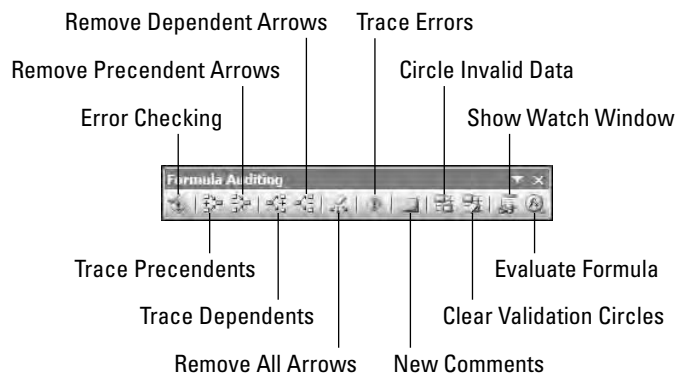 Remove Dependent Arrows
Trace Errors
Remove Precendent Arrows
Circle Invalid Data
Error Checking
Show Watch Window
Formula Auditing
Trace Precendents
Evaluate Formula
Trace Dependents
Clear Validation Circles
Remove All Arrows
New Comments